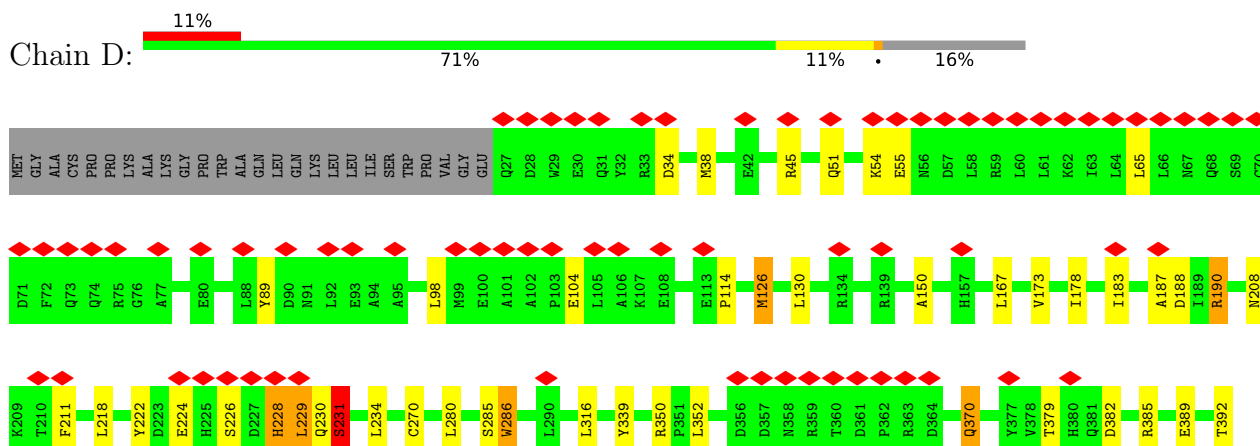 11%
Chain D:
71% 11% • 16%
MET GLY ALA CYS PRO PRO LYS ALA LYS GLY PRO TRP ALA GLN LEU GLN LYS LEU LEU ILE SER TRP PRO VAL GLY GLU Q27 D28 W29 E30 Q31 Y32 R33 D34 M38 E42 R45 Q51 K54 E55 N56 D57 L58 R59 L60 L61 K62 I63 L64 L65 L66 N67 Q68 S69 C70
D71 F72 Q73 Q74 R75 G76 A77 E80 L88 Y89 D90 N91 L92 E93 A94 A95 L98 M99 E100 A101 A102 P103 E104 L105 A106 K107 E108 E113 P114 M126 L130 R134 R139 A150 H157 L167 V173 I178 I183 A187 D188 I189 R190 N208
K209 T210 F211 L218 Y222 D223 E224 H225 S226 D227 H228 L229 Q230 S231 L234 C270 L280 S285 W286 L290 L316 Y339 R350 P351 L352 D356 D357 N358 R359 T360 D361 P362 R363 D364 Q370 Y377 V378 T379 H380 Q381 D382 R385 E389 T392